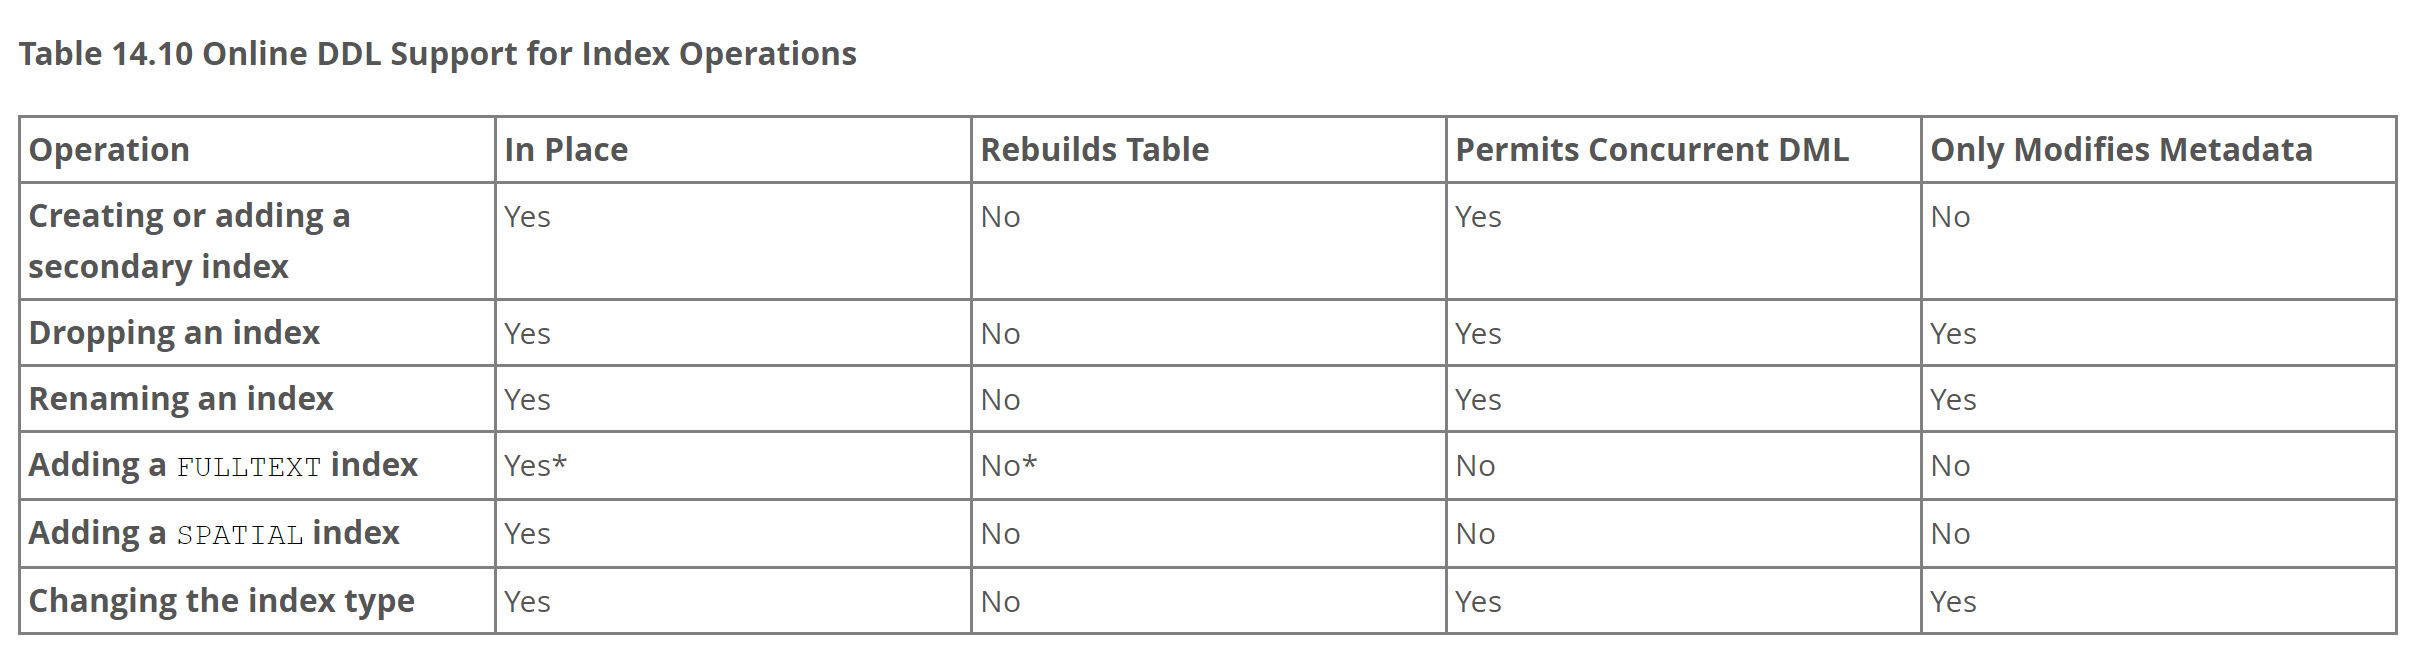 Table 14.10 Online DDL Support for Index Operations
Operation In Place Rebuilds Table Permits Concurrent DML Only Modifies Metadata
Creating or adding a Yes No Yes No
secondary index
Dropping an index Yes No Yes Yes
Renaming an index Yes No Yes Yes
Adding a FULLTEXT index Yes* No* No No
Adding a SPATIAL index Yes No No No
Changing the index type Yes No Yes Yes